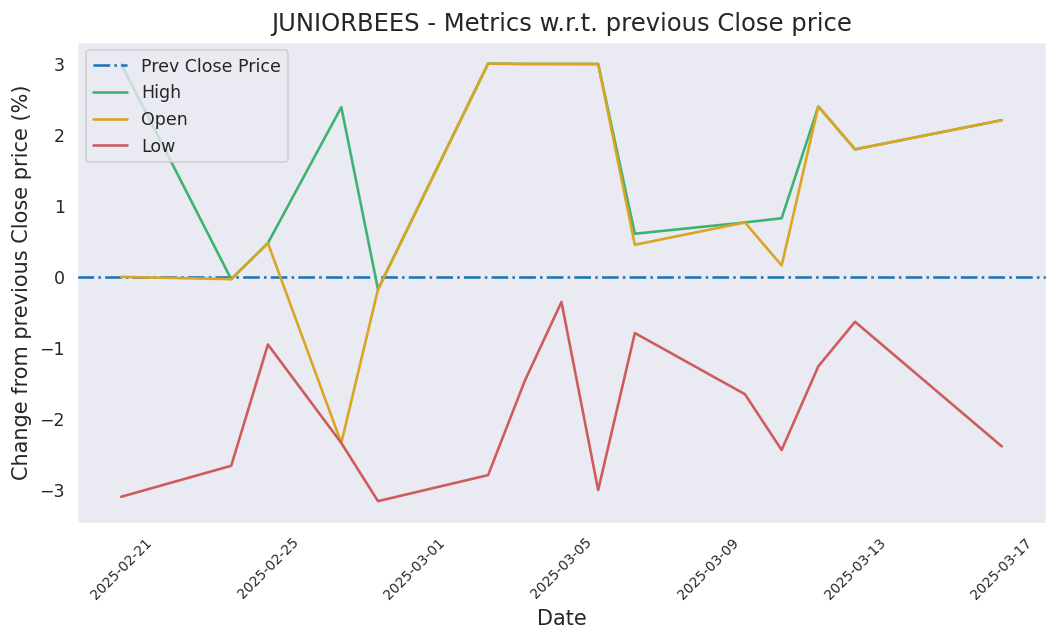 JUNIORBEES - Metrics w.r.t. previous Close price
Change from previous Close price (%)
3
2
1
0
−1
−2
−3
Prev Close Price
High
Open
Low
2025-02-21
2025-02-25
2025-03-01
2025-03-05
2025-03-09
2025-03-13
2025-03-17
Date